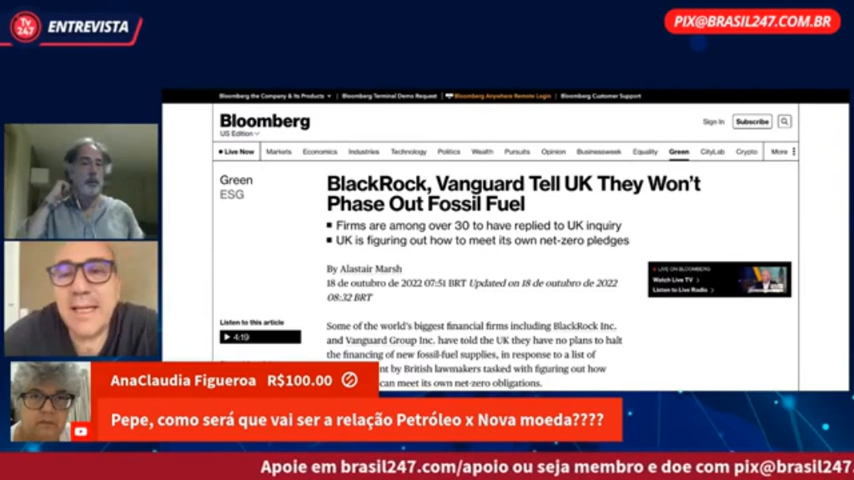 Tv 247
ENTREVISTA
PIX@BRASIL247.COM.BR
Bloomberg the Company & Its Products
Bloomberg Terminal Demo Request
Bloomberg Anywhere Remote Login
Bloomberg Customer Support
Bloomberg
US Edition
Sign In
Subscribe
Live Now
Markets
Economics
Industries
Technology
Politics
Wealth
Pursuits
Opinion
Businessweek
Equality
Green
CityLab
Crypto
More
Green
ESG
BlackRock, Vanguard Tell UK They Won't
Phase Out Fossil Fuel
Firms are among over 30 to have replied to UK inquiry
UK is figuring out how to meet its own net-zero pledges
By Alastair Marsh
18 de outubro de 2022 07:51 BRT Updated on 18 de outubro de 2022
08:32 BRT
LIVE ON BLOOMBERG
Watch Live TV
Listen to Live Radio
Listen to this article
4:19
Some of the world's biggest financial firms including BlackRock Inc.
and Vanguard Group Inc. have told the UK they have no plans to halt
the financing of new fossil-fuel supplies, in response to a list of
ent by British lawmakers tasked with figuring out how
can meet its own net-zero obligations.
AnaClaudia Figueroa R$100.00
Pepe, como será que vai ser a relação Petróleo x Nova moeda????
Apoie em brasil247.com/apoio ou seja membro e doe com pix@brasil247.